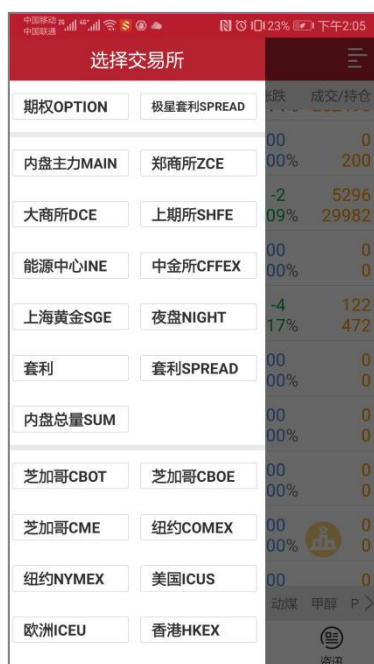 中国移动 2G 46+ 23% 下午2:05
中国联通
选择交易所
张跌 成交/持仓
期权OPTION 极星套利SPREAD
内盘主力MAIN 郑商所ZCE
00 0
00% 200
大商所DCE 上期所SHFE
-2 5296
09% 29982
能源中心INE 中金所CFFEX
00 0
00% 0
上海黄金SGE 夜盘NIGHT
-4 122
17% 472
套利 套利SPREAD
00 0
00% 0
内盘总量SUM
00 0
00% 0
芝加哥CBOT 芝加哥CBOE
00 0
00% 0
芝加哥CME 纽约COMEX
00 0
00% 0
纽约NYMEX 美国ICUS
00 0
动煤 甲醇 P
欧洲ICEU 香港HKEX
资讯